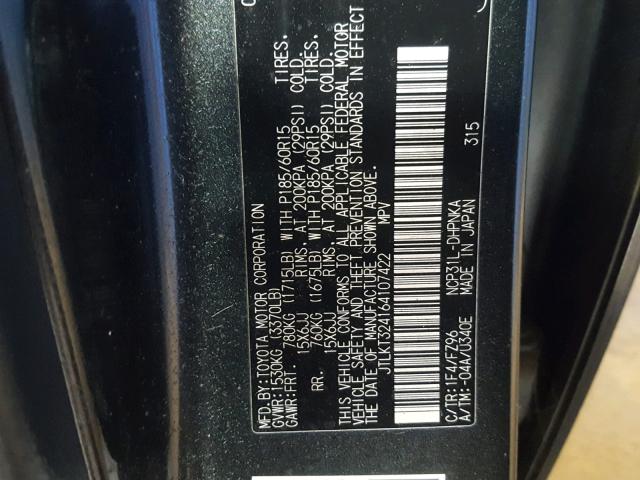 MFD.BY:TOYOTA MOTOR CORPORATION
GVWR:1530KG (3370LB)
GAWR:FRT. 780KG (1715LB) WITH P185/60R15 TIRES.
15X6JJ RIMS. AT 200KPA (29PSI) COLD.
RR. 760KG (1675LB) WITH P185/60R15 TIRES.
15X6JJ RIMS. AT 200KPA (29PSI) COLD.
THIS VEHICLE CONFORMS TO ALL APPLICABLE FEDERAL MOTOR
VEHICLE SAFETY AND THEFT PREVENTION STANDARDS IN EFFECT
ON THE DATE OF MANUFACTURE SHOWN ABOVE.
JTLKT324164107422 MPV
C/TR:1F4/FZ96 NCP31L-DHPNKA
A/TM:-04A/U340E MADE IN JAPAN
315